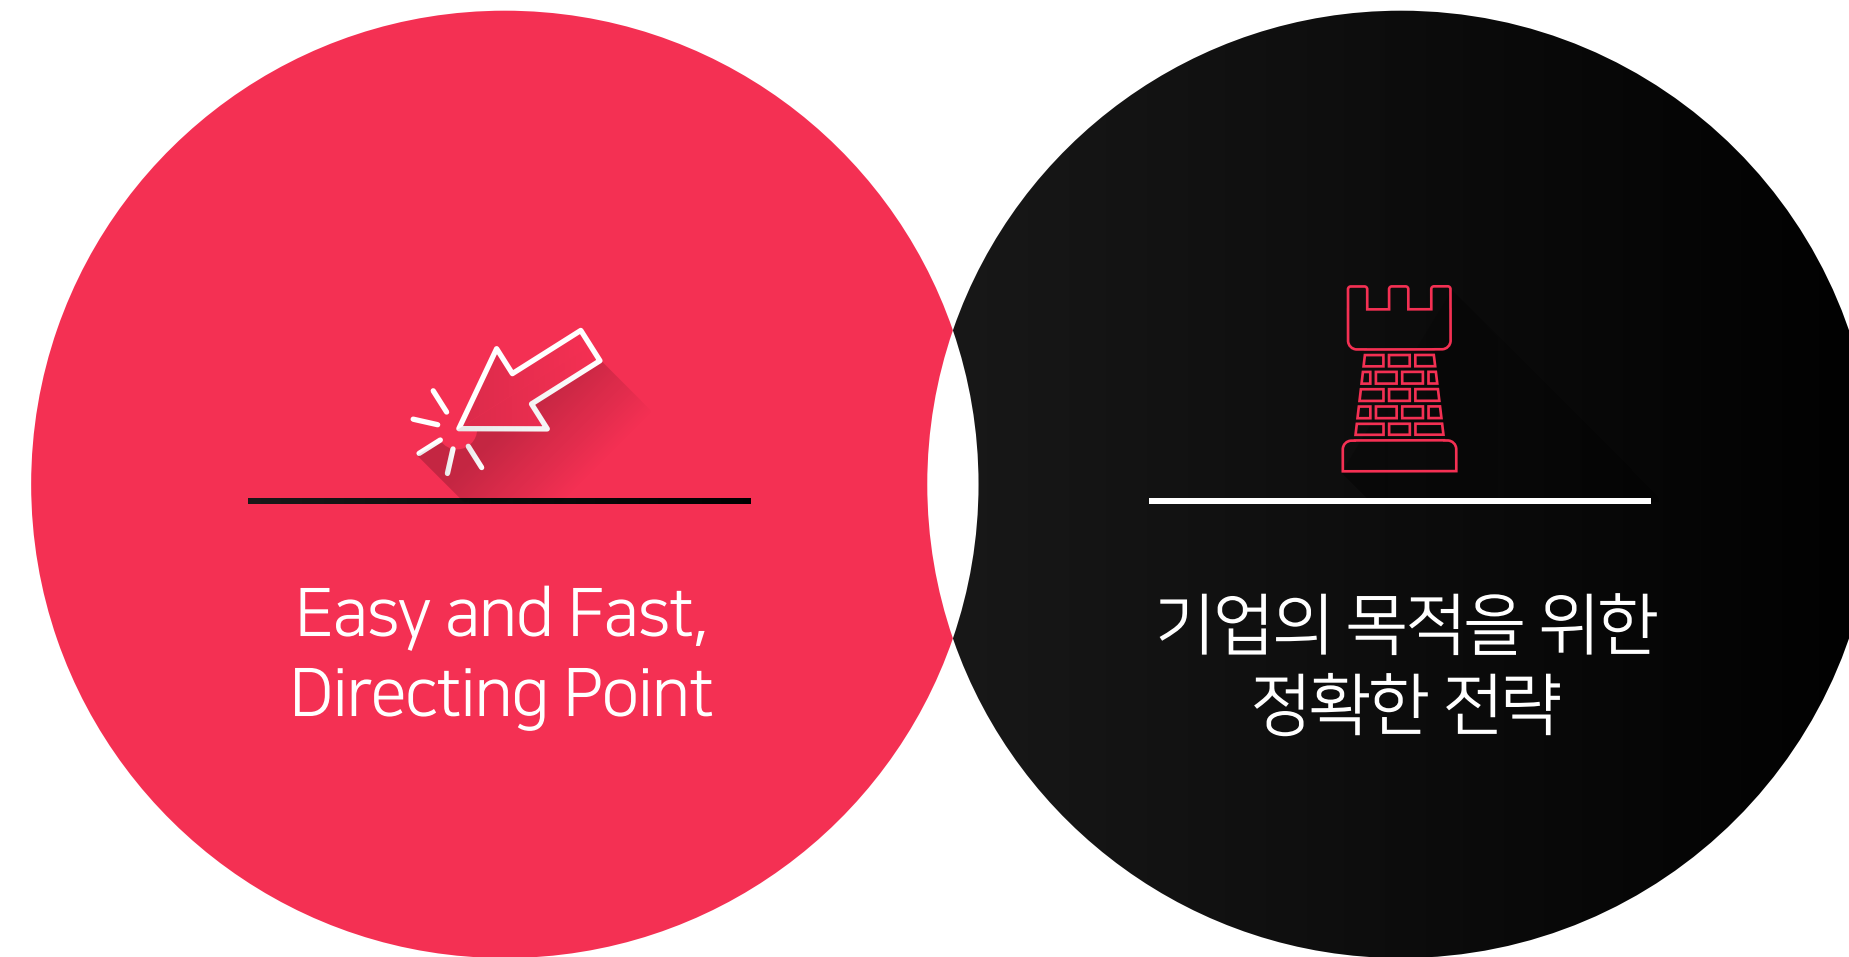 Easy and Fast,
Directing Point
기업의 목적을 위한
정확한 전략